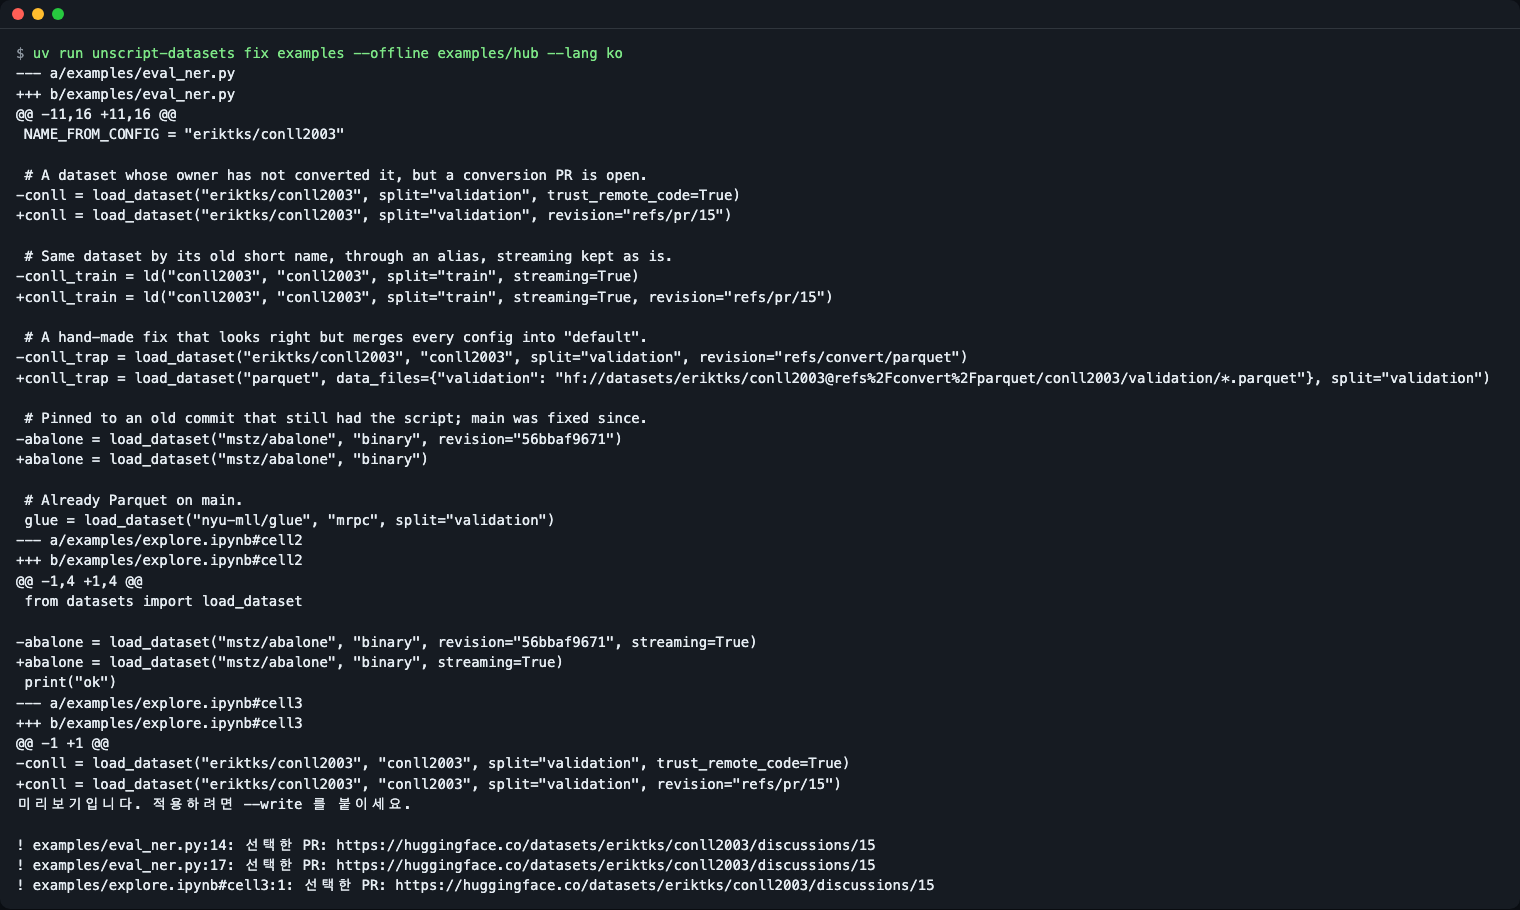 $ uv run unscript-datasets fix examples --offline examples/hub --lang ko
--- a/examples/eval_ner.py
+++ b/examples/eval_ner.py
@@ -11,16 +11,16 @@
 NAME_FROM_CONFIG = "eriktks/conll2003"

 # A dataset whose owner has not converted it, but a conversion PR is open.
-conll = load_dataset("eriktks/conll2003", split="validation", trust_remote_code=True)
+conll = load_dataset("eriktks/conll2003", split="validation", revision="refs/pr/15")

 # Same dataset by its old short name, through an alias, streaming kept as is.
-conll_train = ld("conll2003", "conll2003", split="train", streaming=True)
+conll_train = ld("conll2003", "conll2003", split="train", streaming=True, revision="refs/pr/15")

 # A hand-made fix that looks right but merges every config into "default".
-conll_trap = load_dataset("eriktks/conll2003", "conll2003", split="validation", revision="refs/convert/parquet")
+conll_trap = load_dataset("parquet", data_files={"validation": "hf://datasets/eriktks/conll2003@refs%2Fconvert%2Fparquet/conll2003/validation/*.parquet"}, split="validation")

 # Pinned to an old commit that still had the script; main was fixed since.
-abalone = load_dataset("mstz/abalone", "binary", revision="56bbaf9671")
+abalone = load_dataset("mstz/abalone", "binary")

 # Already Parquet on main.
 glue = load_dataset("nyu-mll/glue", "mrpc", split="validation")
--- a/examples/explore.ipynb#cell2
+++ b/examples/explore.ipynb#cell2
@@ -1,4 +1,4 @@
 from datasets import load_dataset

-abalone = load_dataset("mstz/abalone", "binary", revision="56bbaf9671", streaming=True)
+abalone = load_dataset("mstz/abalone", "binary", streaming=True)
 print("ok")
--- a/examples/explore.ipynb#cell3
+++ b/examples/explore.ipynb#cell3
@@ -1 +1 @@
-conll = load_dataset("eriktks/conll2003", "conll2003", split="validation", trust_remote_code=True)
+conll = load_dataset("eriktks/conll2003", "conll2003", split="validation", revision="refs/pr/15")
미리보기입니다. 적용하려면 --write 를 붙이세요.

! examples/eval_ner.py:14: 선택한 PR: https://huggingface.co/datasets/eriktks/conll2003/discussions/15
! examples/eval_ner.py:17: 선택한 PR: https://huggingface.co/datasets/eriktks/conll2003/discussions/15
! examples/explore.ipynb#cell3:1: 선택한 PR: https://huggingface.co/datasets/eriktks/conll2003/discussions/15